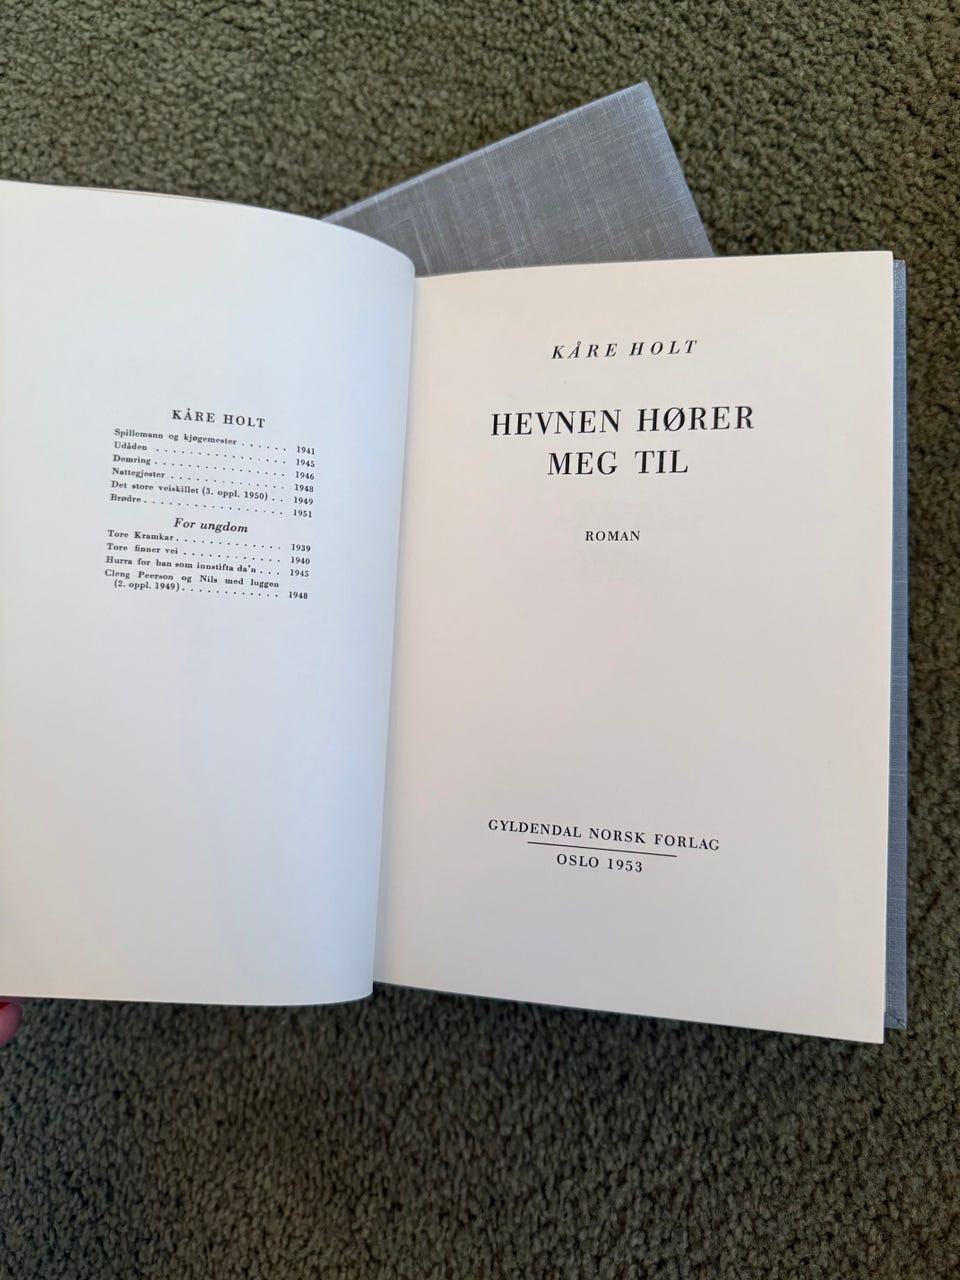 KÅRE HOLT
Spillemann og kjøgemester . . . . . . 1941
Udåden . . . . . . . . . . . . . . . . 1945
Demring . . . . . . . . . . . . . . . . 1946
Nattegjester . . . . . . . . . . . . . . 1948
Det store veiskillet (3. oppl. 1950) . . 1949
Brødre . . . . . . . . . . . . . . . . . 1951
For ungdom
Tore Kramkar . . . . . . . . . . . . . 1939
Tore finner vei . . . . . . . . . . . . 1940
Hurra for han som innstifta da'n . . . 1945
Cleng Peerson og Nils med luggen
(2. oppl. 1949) . . . . . . . . . . . . 1948
KÅRE HOLT
HEVNEN HØRER
MEG TIL
ROMAN
GYLDENDAL NORSK FORLAG
OSLO 1953